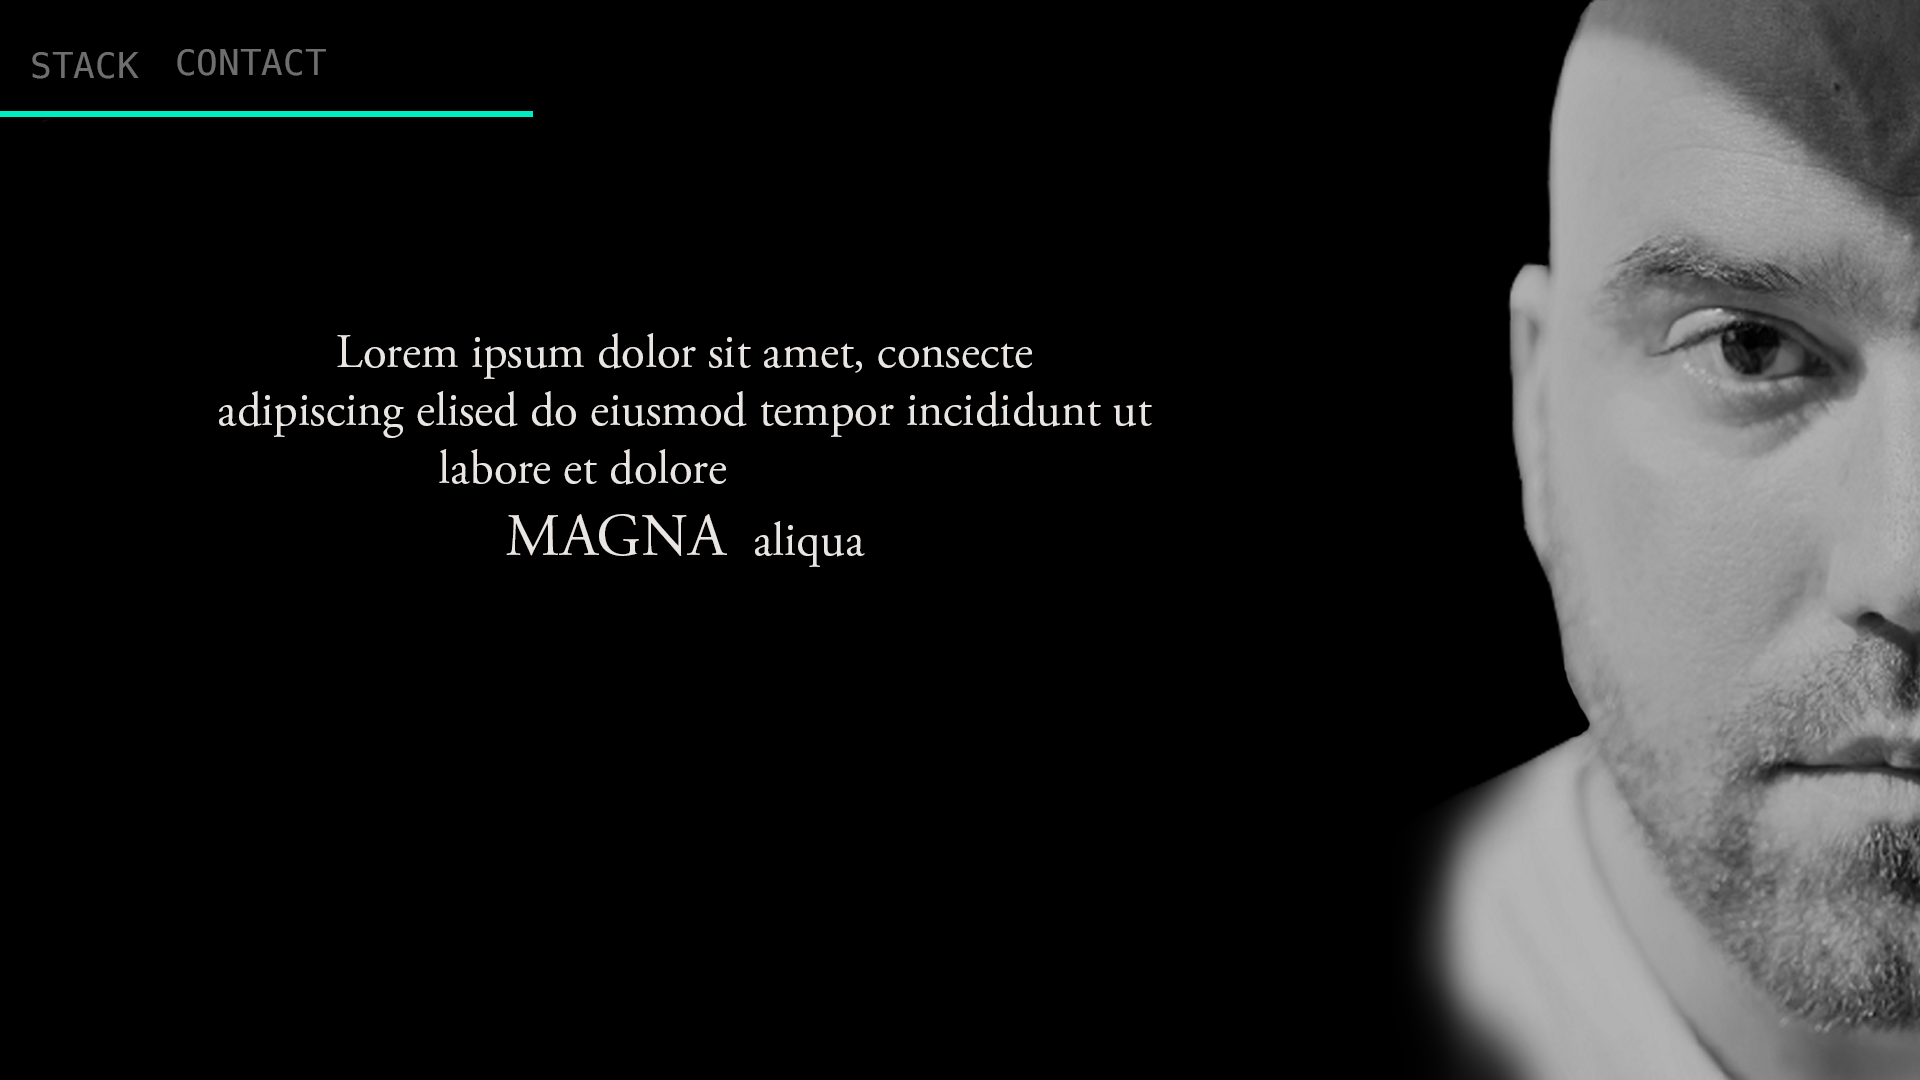 STACK CONTACT
Lorem ipsum dolor sit amet, consecte
adipiscing elised do eiusmod tempor incididunt ut
labore et dolore
MAGNA aliqua